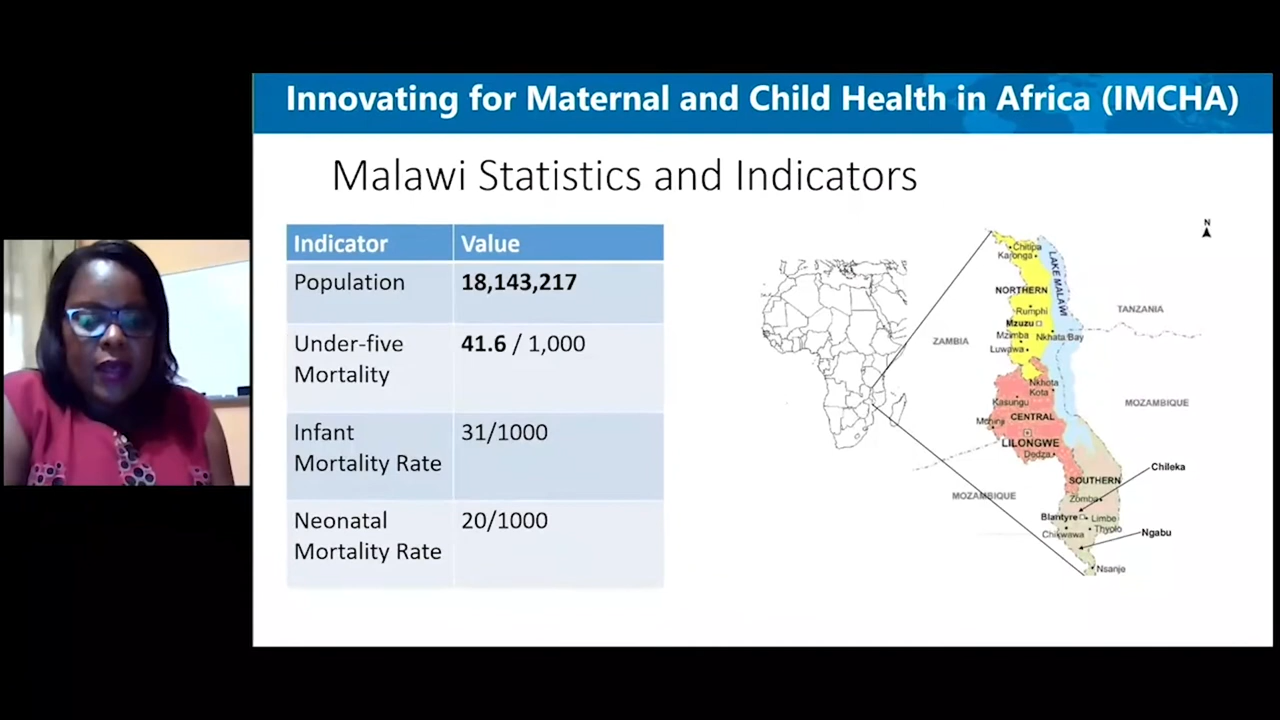 Innovating for Maternal and Child Health in Africa (IMCHA)
Malawi Statistics and Indicators
Indicator Value
Population 18,143,217
Under-five 41.6 / 1,000
Mortality
Infant 31/1000
Mortality Rate
Neonatal 20/1000
Mortality Rate
N
Chitipa
Karonga
LAKE MALAWI
NORTHERN
TANZANIA
Rumphi
Mzuzu
Mzimba Nkhata Bay
ZAMBIA
Luwawa
Nkhota
Kota
Kasungu
MOZAMBIQUE
CENTRAL
Mchinji
LILONGWE
Dedza
Chileka
SOUTHERN
MOZAMBIQUE
Zomba
Blantyre Limbe
Thyolo
Chikwawa
Ngabu
Nsanje